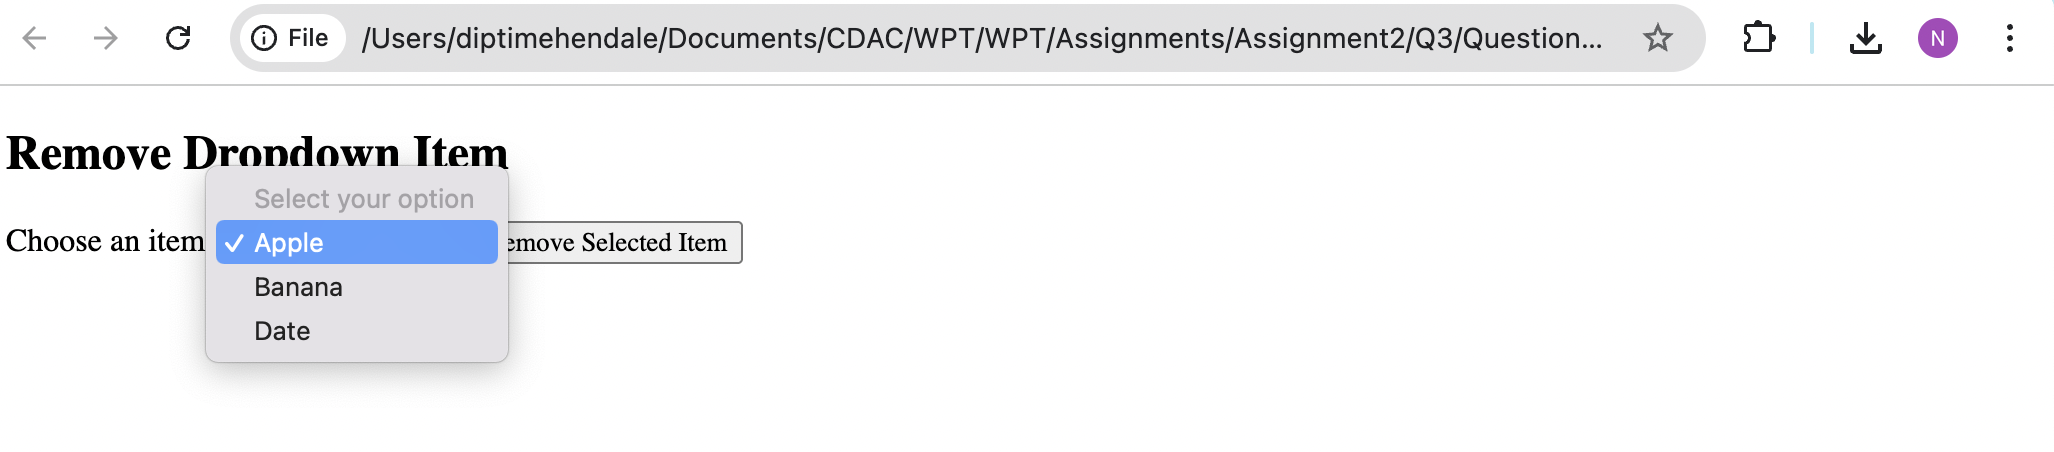 File /Users/diptimehendale/Documents/CDAC/WPT/WPT/Assignments/Assignment2/Q3/Question... N
Remove Dropdown Item
Select your option
Choose an item ✓ Apple emove Selected Item
Banana
Date